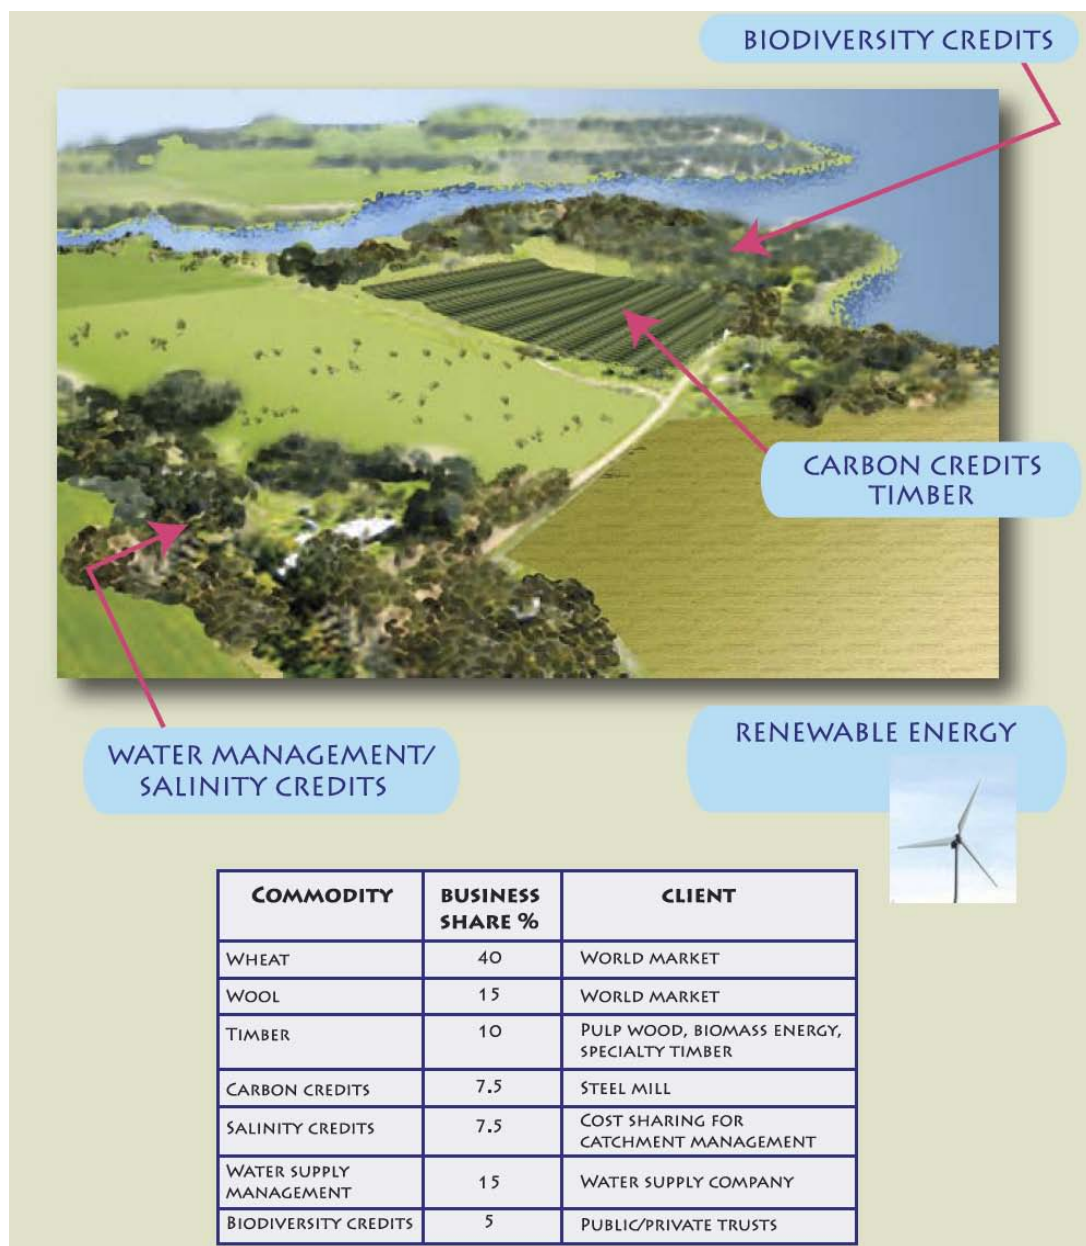 BIODIVERSITY CREDITS
CARBON CREDITS
TIMBER
WATER MANAGEMENT/
SALINITY CREDITS
RENEWABLE ENERGY
COMMODITY BUSINESS SHARE % CLIENT
WHEAT 40 WORLD MARKET
WOOL 15 WORLD MARKET
TIMBER 10 PULP WOOD, BIOMASS ENERGY,
SPECIALTY TIMBER
CARBON CREDITS 7.5 STEEL MILL
SALINITY CREDITS 7.5 COST SHARING FOR
CATCHMENT MANAGEMENT
WATER SUPPLY
MANAGEMENT 15 WATER SUPPLY COMPANY
BIODIVERSITY CREDITS 5 PUBLIC/PRIVATE TRUSTS